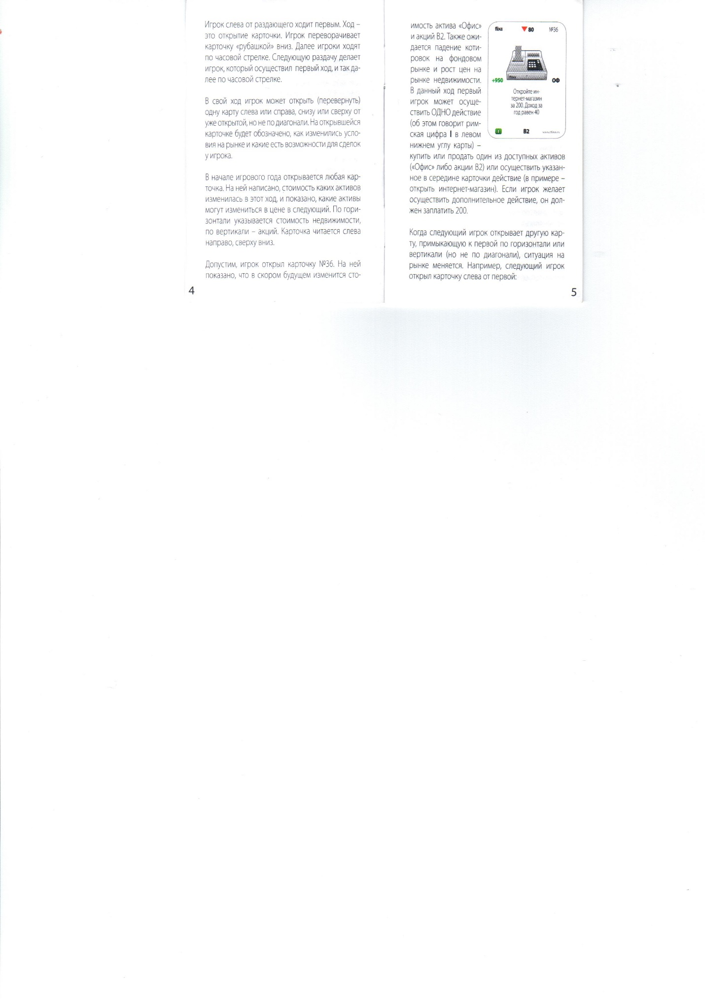 Игрок слева от раздающего ходит первым. Ход –
это открытие карточки. Игрок переворачивает
карточку «рубашкой» вниз. Далее игроки ходят
по часовой стрелке. Следующую раздачу делает
игрок, который осуществил первый ход, и так да-
лее по часовой стрелке.
В свой ход игрок может открыть (перевернуть)
одну карту слева или справа, снизу или сверху от
уже открытой, но не по диагонали. На открывшейся
карточке будет обозначено, как изменились усло-
вия на рынке и какие есть возможности для сделок
у игрока.
В начале игрового года открывается любая кар-
точка. На ней написано, стоимость каких активов
изменилась в этот ход, и показано, какие активы
могут измениться в цене в следующий. По гори-
зонтали указывается стоимость недвижимости,
по вертикали – акций. Карточка читается слева
направо, сверху вниз.
Допустим, игрок открыл карточку №36. На ней
показано, что в скором будущем изменится сто-
4
имость актива «Офис»
и акций В2. Также ожи-
дается падение коти-
ровок на фондовом
рынке и рост цен на
рынке недвижимости.
В данный ход первый
игрок может осуще-
ствить ОДНО действие
(об этом говорит рим-
ская цифра I в левом
нижнем углу карты) –
купить или продать один из доступных активов
(«Офис» либо акции В2) или осуществить указан-
ное в середине карточки действие (в примере –
открыть интернет-магазин). Если игрок желает
осуществить дополнительное действие, он дол-
жен заплатить 200.
Когда следующий игрок открывает другую кар-
ту, примыкающую к первой по горизонтали или
вертикали (но не по диагонали), ситуация на
рынке меняется. Например, следующий игрок
открыл карточку слева от первой:
5
flixa ▼80 №36
flixa
+950 ОФ
Откройте ин-
тернет-магазин
за 200. Доход за
год равен 40
I В2 www.flixa.ru